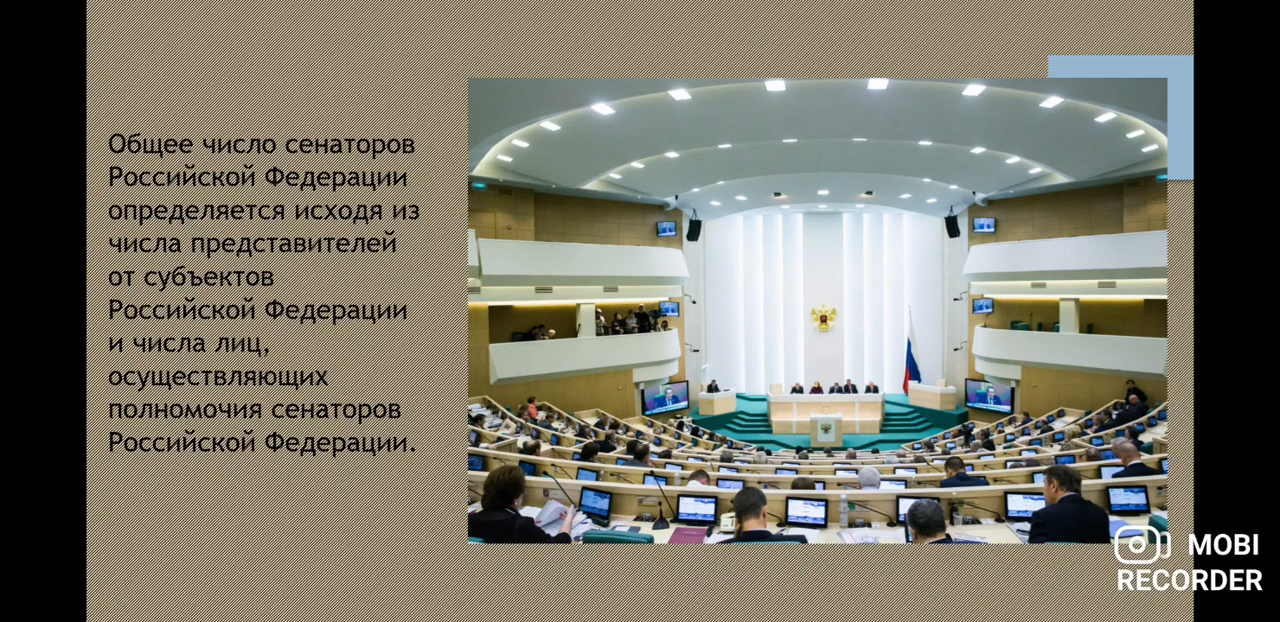 Общее число сенаторов
Российской Федерации
определяется исходя из
числа представителей
от субъектов
Российской Федерации
и числа лиц,
осуществляющих
полномочия сенаторов
Российской Федерации.
MOBI
RECORDER